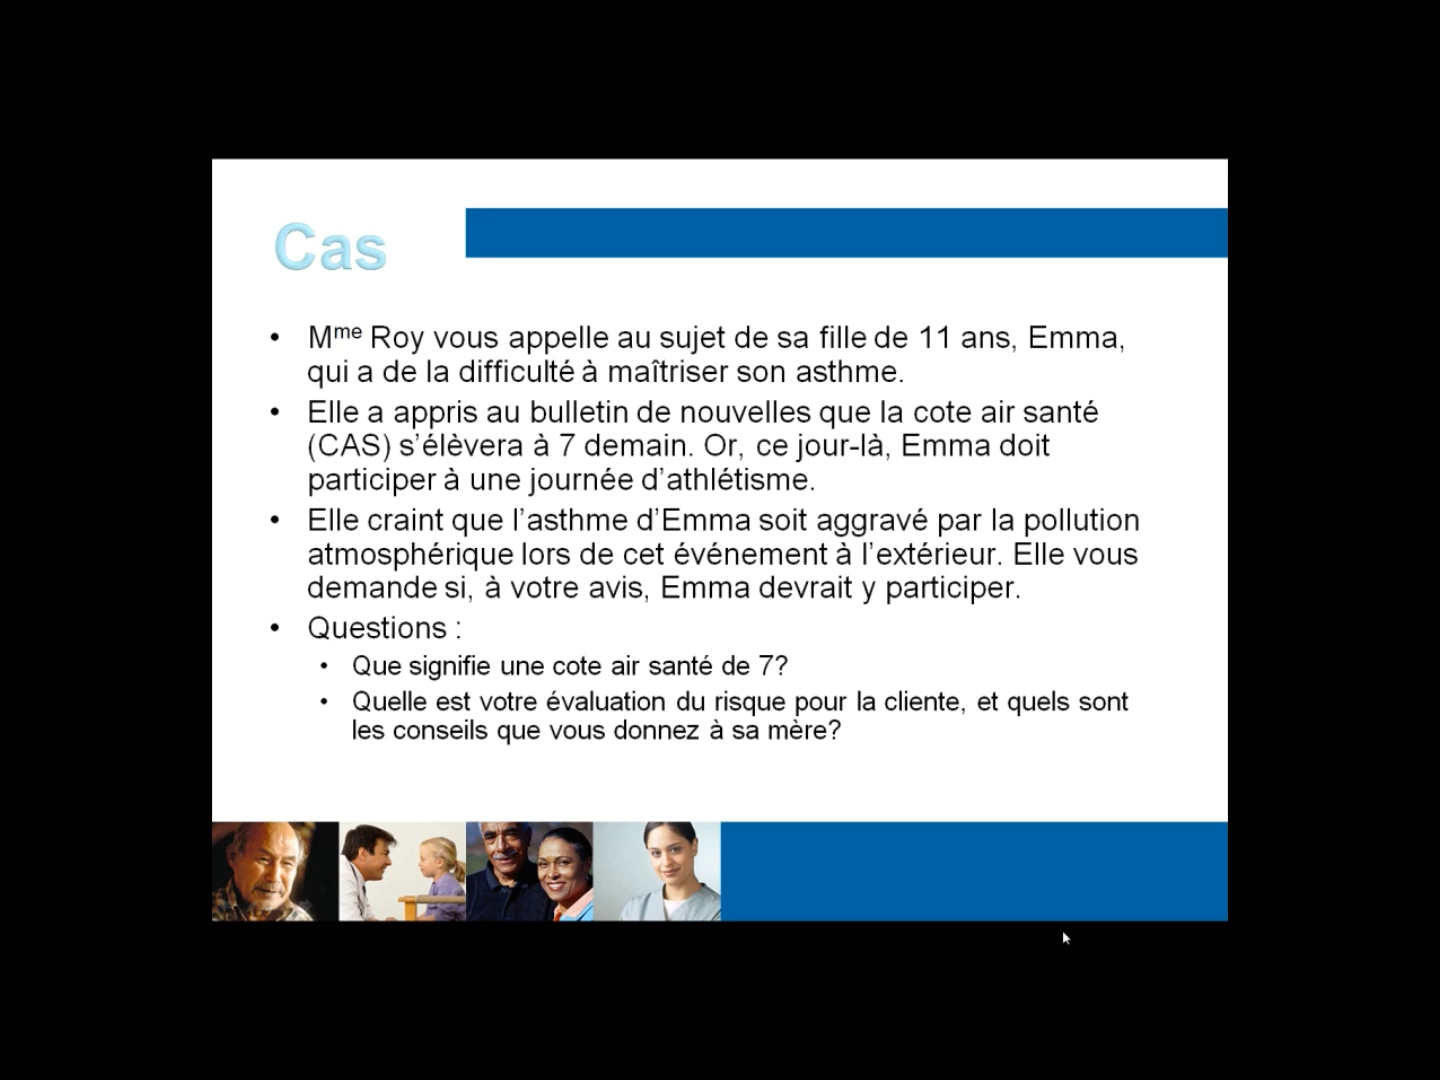 Cas
• Mme Roy vous appelle au sujet de sa fille de 11 ans, Emma,
qui a de la difficulté à maîtriser son asthme.
• Elle a appris au bulletin de nouvelles que la cote air santé
(CAS) s’élèvera à 7 demain. Or, ce jour-là, Emma doit
participer à une journée d’athlétisme.
• Elle craint que l’asthme d’Emma soit aggravé par la pollution
atmosphérique lors de cet événement à l’extérieur. Elle vous
demande si, à votre avis, Emma devrait y participer.
• Questions :
• Que signifie une cote air santé de 7?
• Quelle est votre évaluation du risque pour la cliente, et quels sont
les conseils que vous donnez à sa mère?